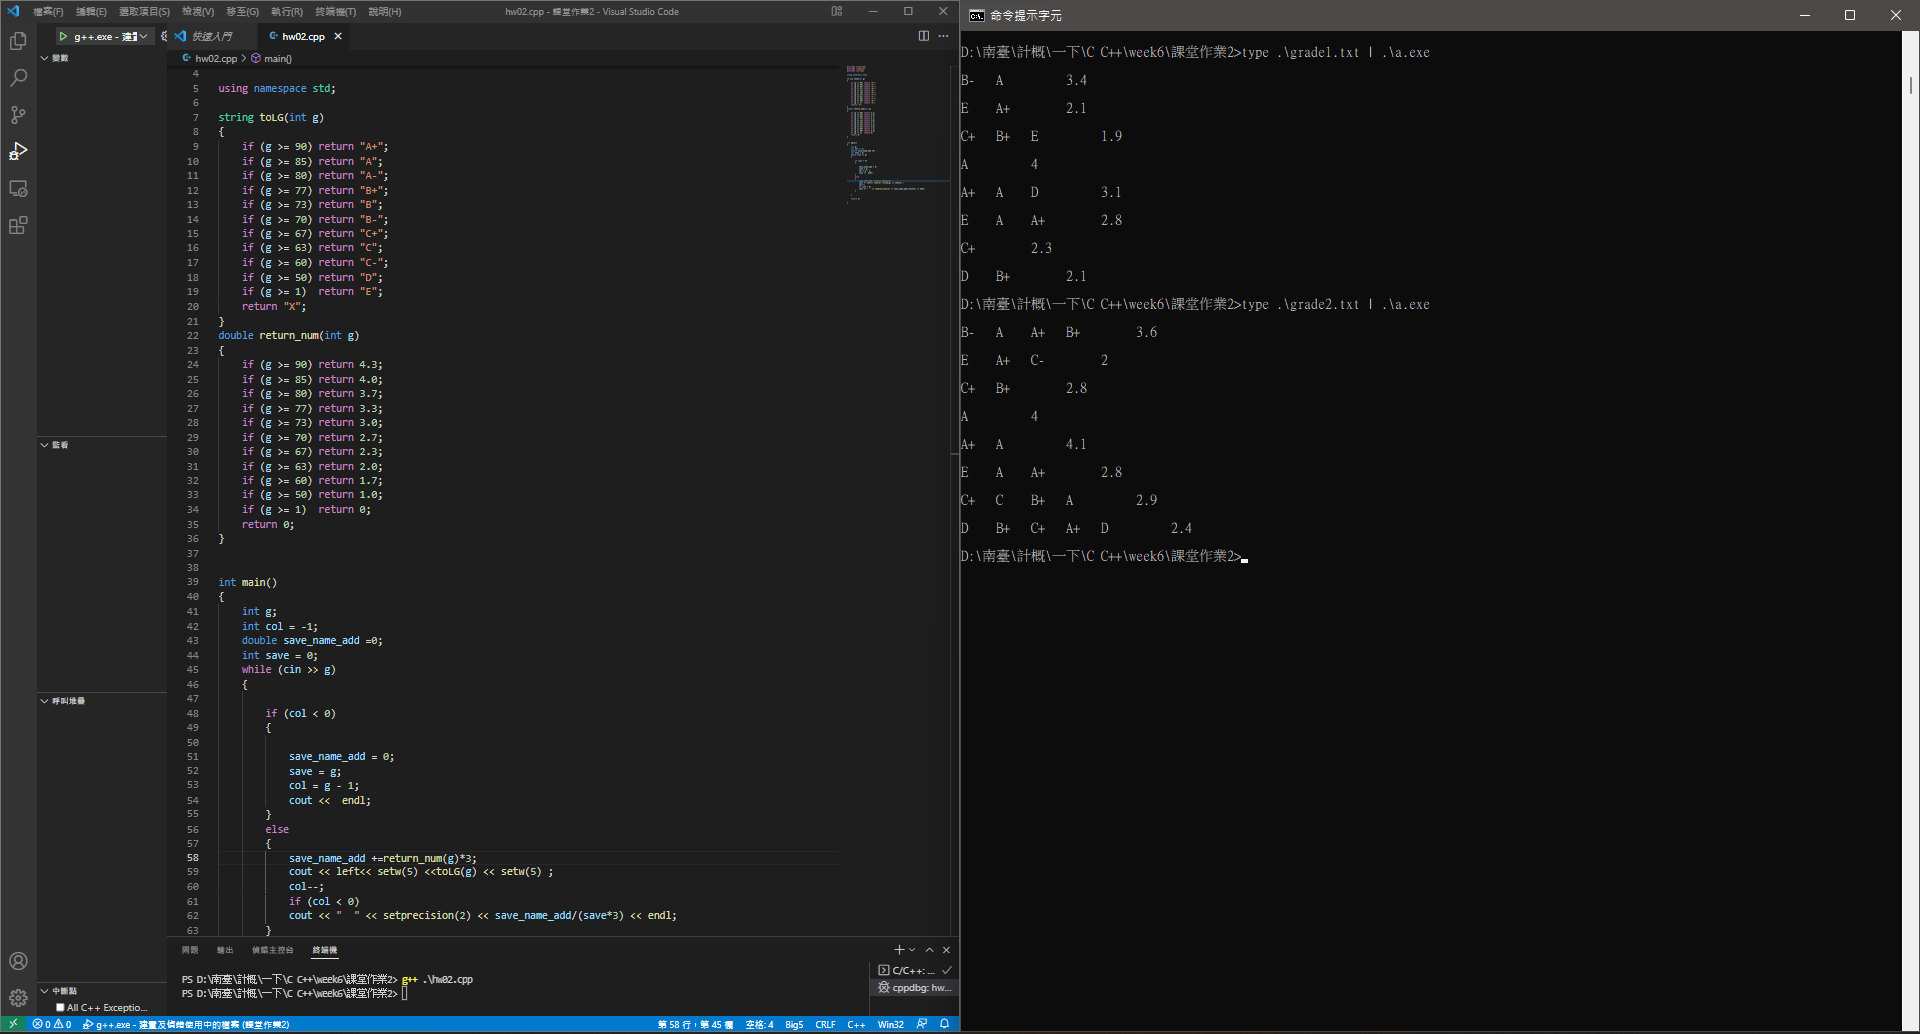 檔案(F) 編輯(E) 選取項目(S) 檢視(V) 移至(G) 執行(R) 終端機(T) 說明(H)
hw02.cpp - 課堂作業2 - Visual Studio Code
g++.exe - 建
快速入門
hw02.cpp
hw02.cpp > main()
變數
監看
呼叫堆疊
中斷點
All C++ Exceptio...
4
5 using namespace std;
6
7 string toLG(int g)
8 {
9 if (g >= 90) return "A+";
10 if (g >= 85) return "A";
11 if (g >= 80) return "A-";
12 if (g >= 77) return "B+";
13 if (g >= 73) return "B";
14 if (g >= 70) return "B-";
15 if (g >= 67) return "C+";
16 if (g >= 63) return "C";
17 if (g >= 60) return "C-";
18 if (g >= 50) return "D";
19 if (g >= 1)  return "E";
20 return "X";
21 }
22 double return_num(int g)
23 {
24 if (g >= 90) return 4.3;
25 if (g >= 85) return 4.0;
26 if (g >= 80) return 3.7;
27 if (g >= 77) return 3.3;
28 if (g >= 73) return 3.0;
29 if (g >= 70) return 2.7;
30 if (g >= 67) return 2.3;
31 if (g >= 63) return 2.0;
32 if (g >= 60) return 1.7;
33 if (g >= 50) return 1.0;
34 if (g >= 1)  return 0;
35 return 0;
36 }
37
38
39 int main()
40 {
41 int g;
42 int col = -1;
43 double save_name_add =0;
44 int save = 0;
45 while (cin >> g)
46 {
47
48 if (col < 0)
49 {
50
51 save_name_add = 0;
52 save = g;
53 col = g - 1;
54 cout <<  endl;
55 }
56 else
57 {
58 save_name_add +=return_num(g)*3;
59 cout << left<< setw(5) <<toLG(g) << setw(5) ;
60 col--;
61 if (col < 0)
62 cout << "  " << setprecision(2) << save_name_add/(save*3) << endl;
63 }
問題 輸出 偵錯主控台 終端機
PS D:\南臺\計概\一下\C C++\week6\課堂作業2> g++ .\hw02.cpp
PS D:\南臺\計概\一下\C C++\week6\課堂作業2>
C/C++: ...
cppdbg: hw...
0 0 g++.exe - 建置及偵錯使用中的檔案 (課堂作業2)
第 58 行，第 45 欄 空格: 4 Big5 CRLF C++ Win32
命令提示字元
D:\南臺\計概\一下\C C++\week6\課堂作業2>type .\grade1.txt | .\a.exe
B- A 3.4
E A+ 2.1
C+ B+ E 1.9
A 4
A+ A D 3.1
E A A+ 2.8
C+ 2.3
D B+ 2.1
D:\南臺\計概\一下\C C++\week6\課堂作業2>type .\grade2.txt | .\a.exe
B- A A+ B+ 3.6
E A+ C- 2
C+ B+ 2.8
A 4
A+ A 4.1
E A A+ 2.8
C+ C B+ A 2.9
D B+ C+ A+ D 2.4
D:\南臺\計概\一下\C C++\week6\課堂作業2>